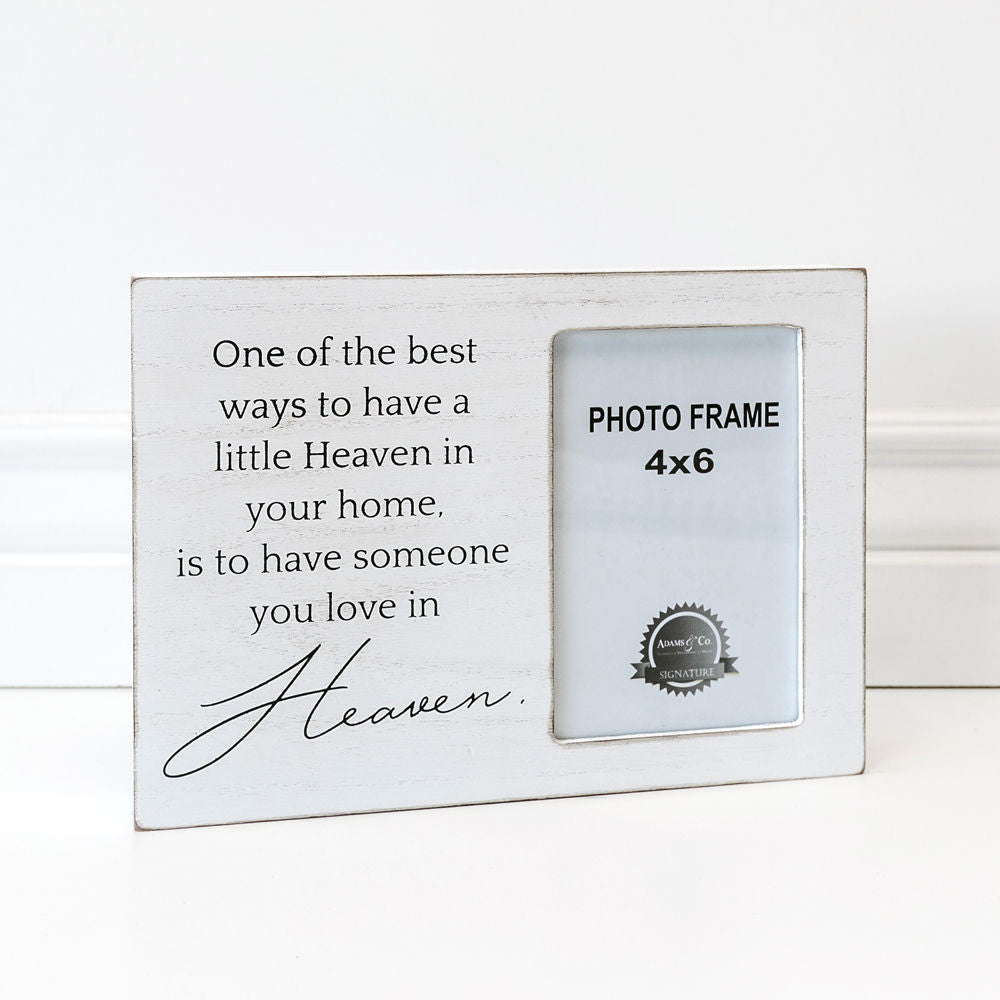 One of the best
ways to have a
little Heaven in
your home,
is to have someone
you love in
Heaven.
PHOTO FRAME
4x6
ADAMS & Co.
SIGNATURE